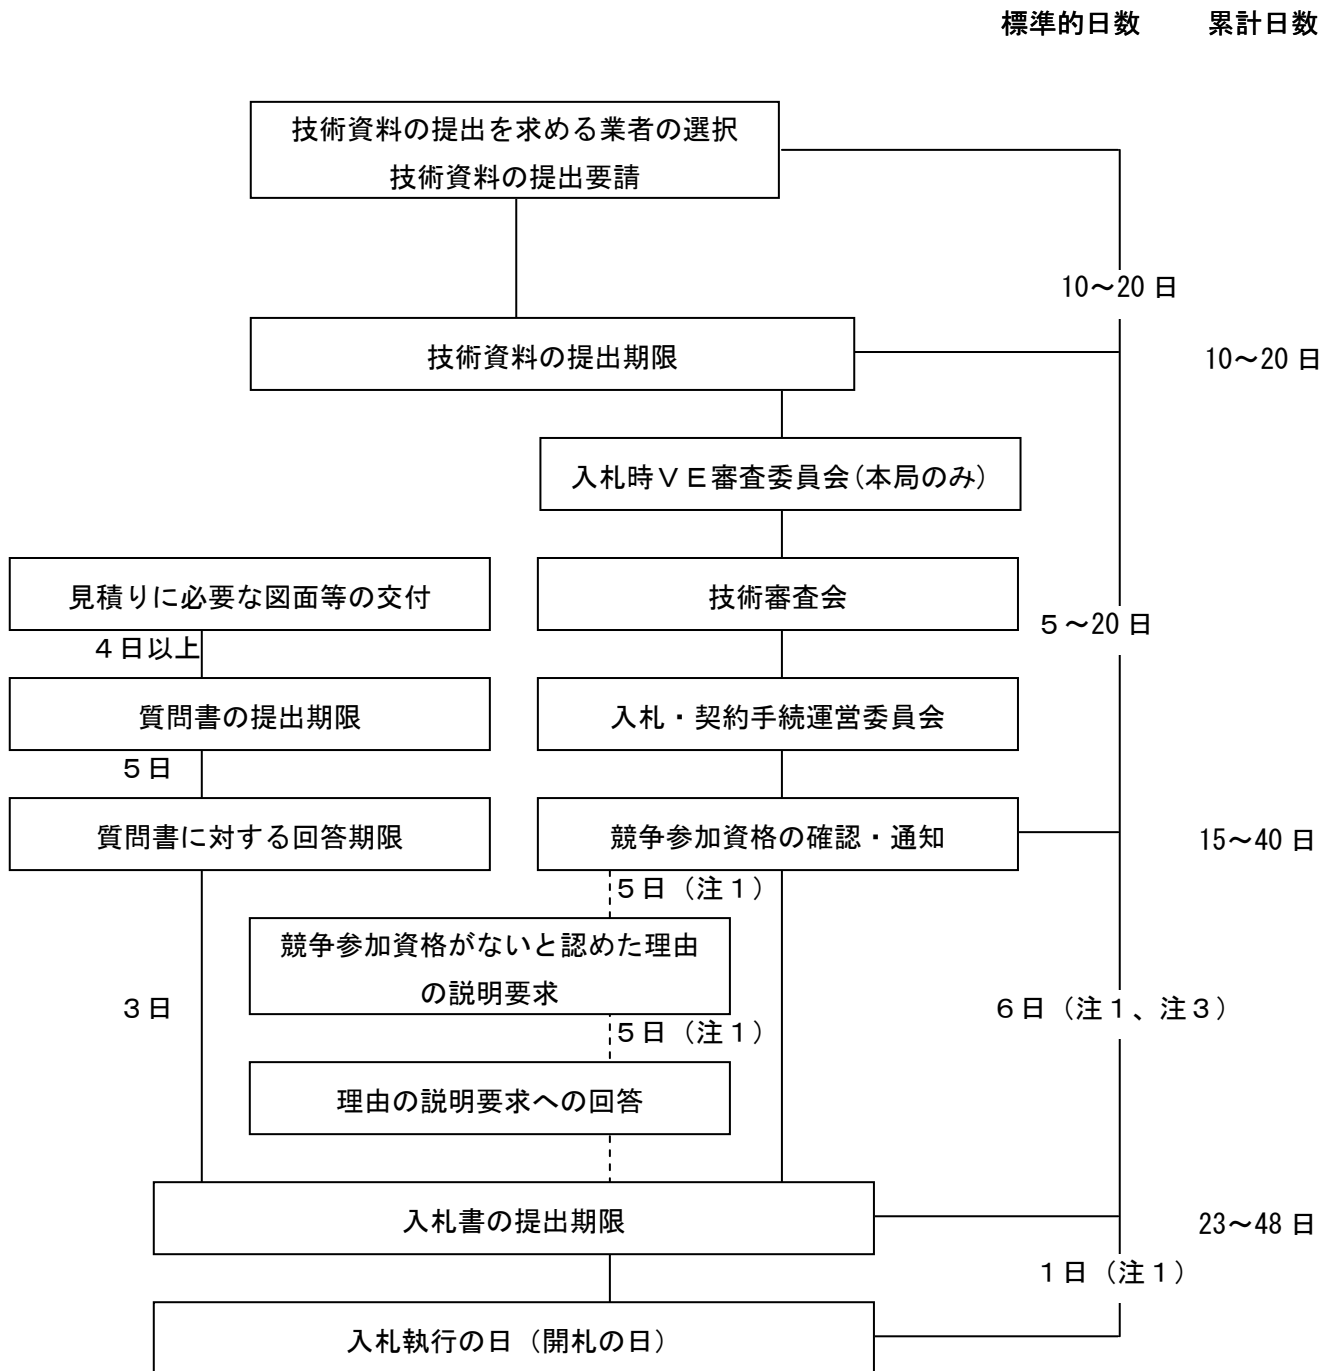 標準的日数 累計日数
技術資料の提出を求める業者の選択
技術資料の提出要請
10～20 日
技術資料の提出期限
10～20 日
入札時ＶＥ審査委員会(本局のみ)
見積りに必要な図面等の交付
技術審査会
５～20 日
４日以上
質問書の提出期限
入札・契約手続運営委員会
５日
質問書に対する回答期限
競争参加資格の確認・通知
15～40 日
５日（注１）
競争参加資格がないと認めた理由
の説明要求
３日
６日（注１、注３）
５日（注１）
理由の説明要求への回答
入札書の提出期限
23～48 日
１日（注１）
入札執行の日（開札の日）